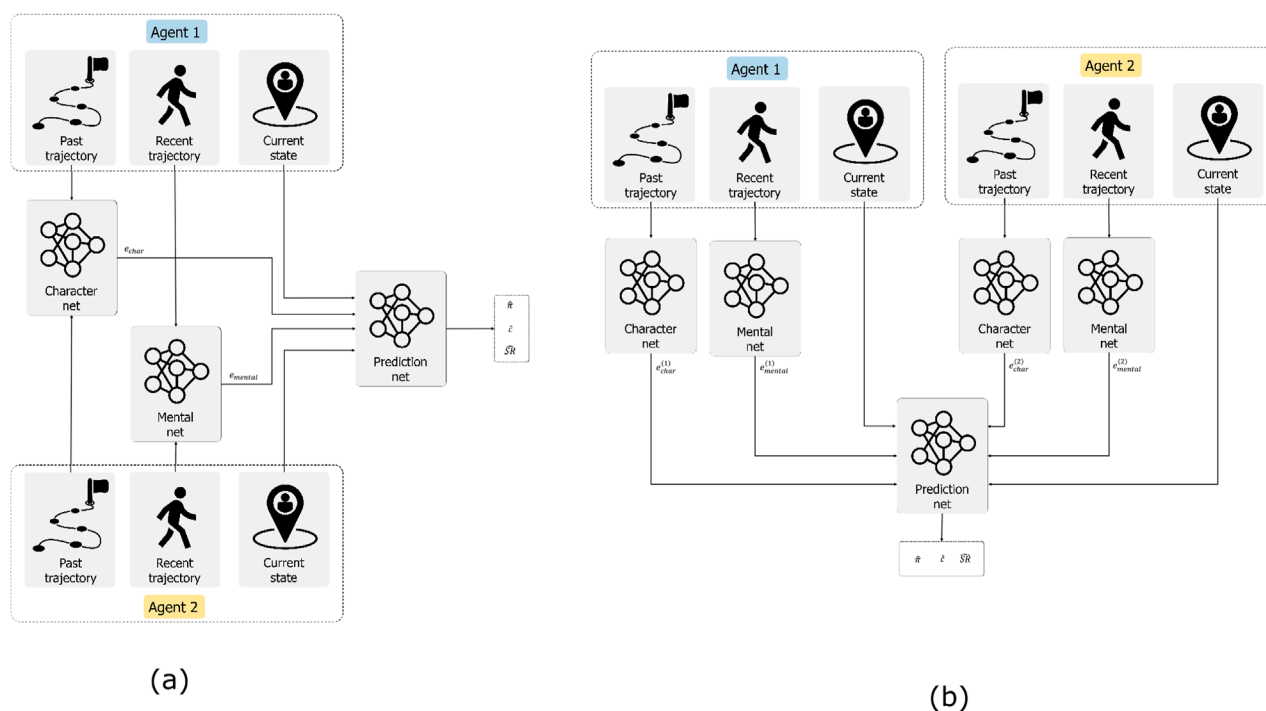 Agent 1
Past
trajectory
Recent
trajectory
Current
state
Character
net
e_char
Mental
net
e_mental
Prediction
net
π̂
ĉ
ŜR
Past
trajectory
Recent
trajectory
Current
state
Agent 2
(a)
Agent 1
Past
trajectory
Recent
trajectory
Current
state
Agent 2
Past
trajectory
Recent
trajectory
Current
state
Character
net
Mental
net
Character
net
Mental
net
e_char^(1)
e_mental^(1)
e_char^(2)
e_mental^(2)
Prediction
net
π̂ ĉ ŜR
(b)